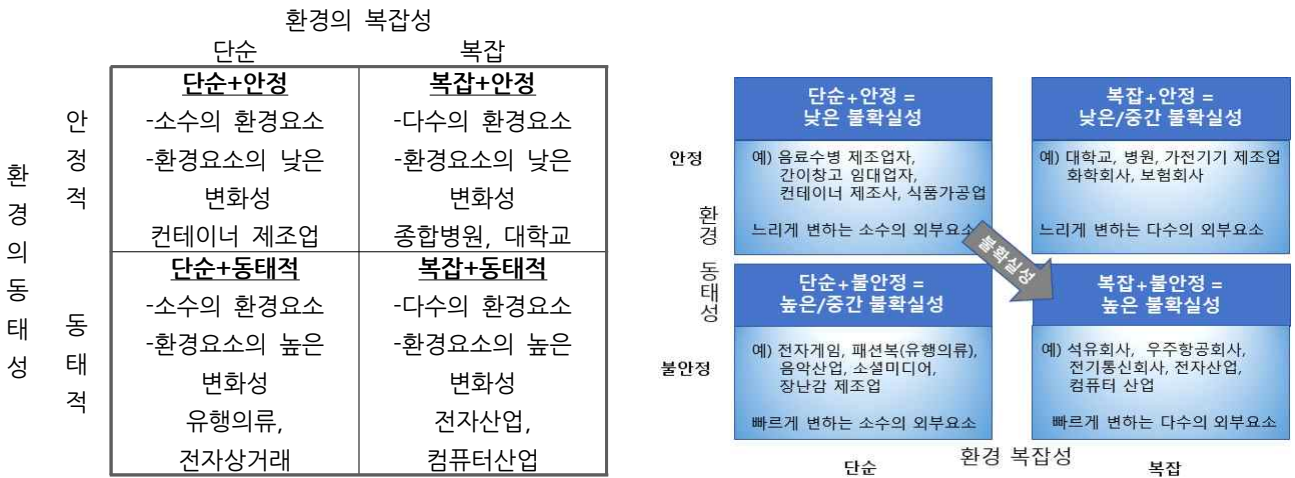 환경의 복잡성
단순 복잡
환경의 동태성
안정적
단순+안정
-소수의 환경요소
-환경요소의 낮은
변화성
컨테이너 제조업
복잡+안정
-다수의 환경요소
-환경요소의 낮은
변화성
종합병원, 대학교
동태적
단순+동태적
-소수의 환경요소
-환경요소의 높은
변화성
유행의류,
전자상거래
복잡+동태적
-다수의 환경요소
-환경요소의 높은
변화성
전자산업,
컴퓨터산업
환경 동태성
안정
단순+안정 =
낮은 불확실성
예) 음료수병 제조업자,
간이창고 임대업자,
컨테이너 제조사, 식품가공업
느리게 변하는 소수의 외부요소
복잡+안정 =
낮은/중간 불확실성
예) 대학교, 병원, 가전기기 제조업
화학회사, 보험회사
느리게 변하는 다수의 외부요소
불확실성
불안정
단순+불안정 =
높은/중간 불확실성
예) 전자게임, 패션복(유행의류),
음악산업, 소셜미디어,
장난감 제조업
빠르게 변하는 소수의 외부요소
복잡+불안정 =
높은 불확실성
예) 석유회사, 우주항공회사,
전기통신회사, 전자산업,
컴퓨터 산업
빠르게 변하는 다수의 외부요소
단순 환경 복잡성 복잡